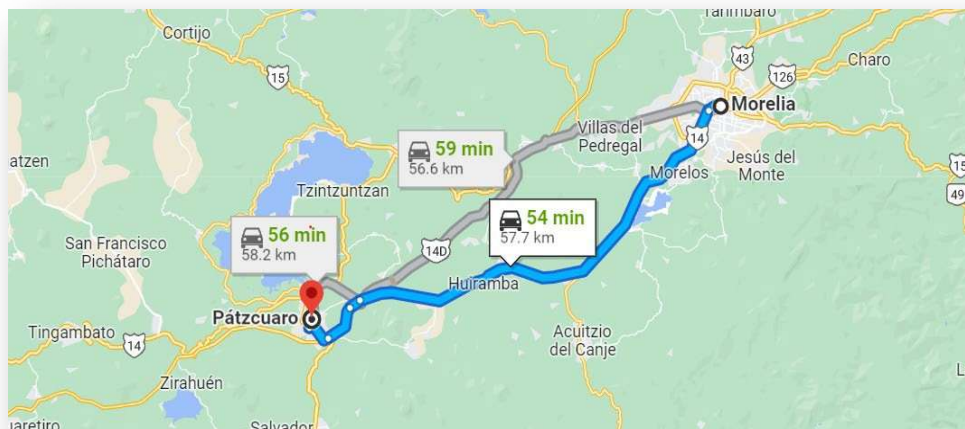 Cortijo
Tarímbaro
43
15
126
Charo
Morelia
Villas del
Pedregal
14
59 min
56.6 km
Jesús del
Monte
15
Morelos
atzen
Tzintzuntzan
49
54 min
57.7 km
56 min
58.2 km
San Francisco
Pichátaro
14D
Huiramba
Pátzcuaro
Tingambato
14
Acuitzio
del Canje
Zirahuén
L
uaretiro
Salvador